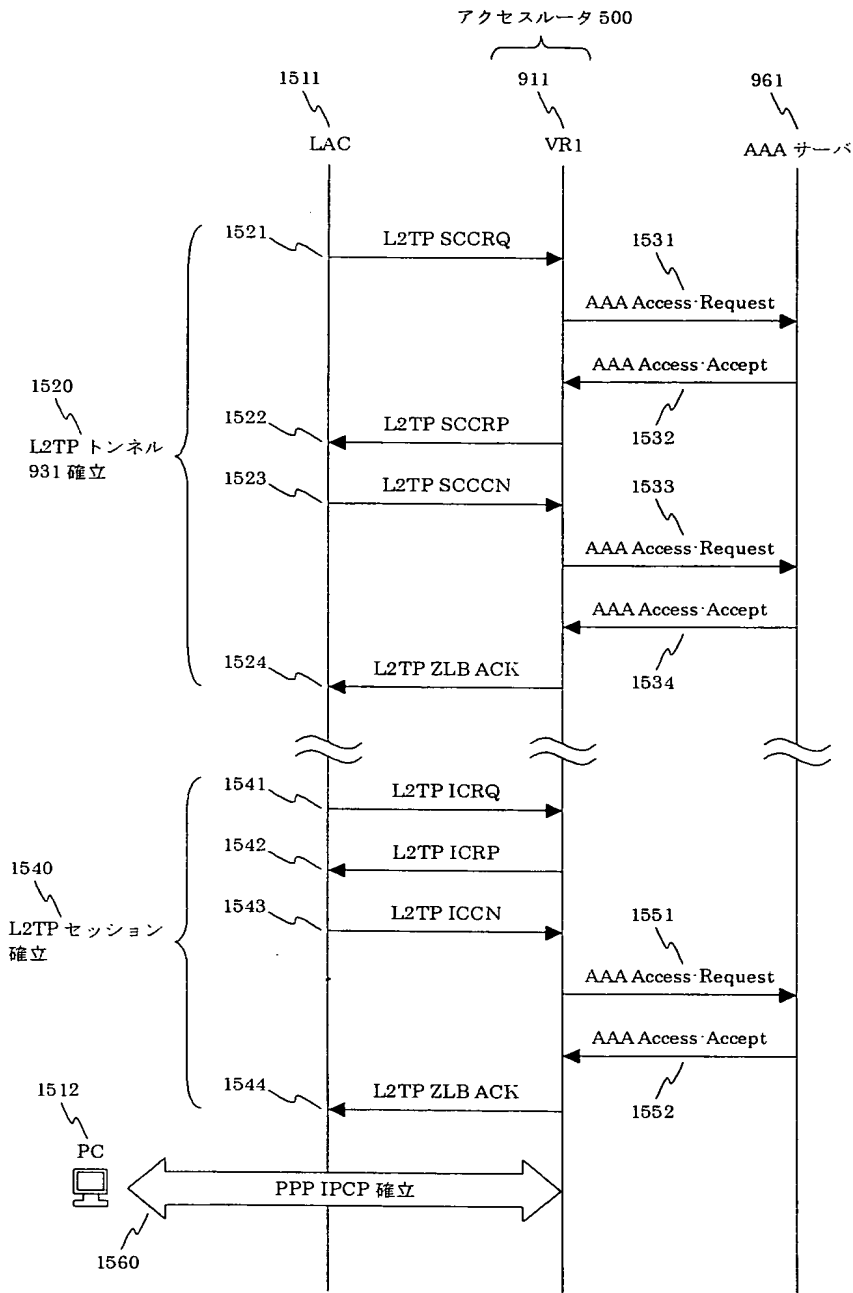 アクセスルータ 500
1511
911
961
LAC
VR1
AAA サーバ
1521
L2TP SCCRQ
1531
AAA Access-Request
AAA Access-Accept
1520
1522
L2TP SCCRP
1532
L2TP トンネル
931 確立
1523
L2TP SCCCN
1533
AAA Access-Request
AAA Access-Accept
1524
L2TP ZLB ACK
1534
1541
L2TP ICRQ
1542
L2TP ICRP
1540
L2TP セッション
確立
1543
L2TP ICCN
1551
AAA Access-Request
AAA Access-Accept
1544
L2TP ZLB ACK
1552
1512
PC
PPP IPCP 確立
1560